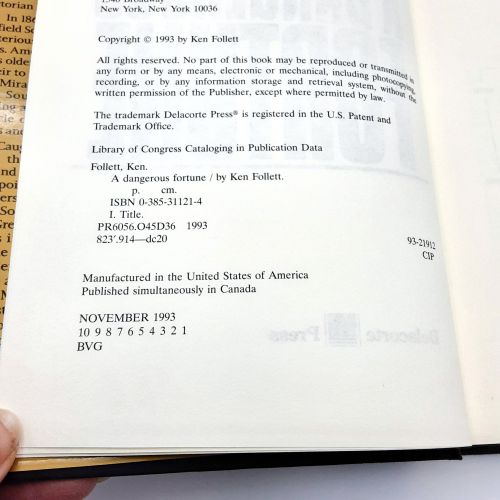 1540 Broadway
New York, New York 10036
Copyright © 1993 by Ken Follett
All rights reserved. No part of this book may be reproduced or transmitted in
any form or by any means, electronic or mechanical, including photocopying,
recording, or by any information storage and retrieval system, without the
written permission of the Publisher, except where permitted by law.
The trademark Delacorte Press® is registered in the U.S. Patent and
Trademark Office.
Library of Congress Cataloging in Publication Data
Follett, Ken.
A dangerous fortune / by Ken Follett.
p. cm.
ISBN 0-385-31121-4
I. Title.
PR6056.O45D36 1993
823'.914—dc20
93-21912
CIP
Manufactured in the United States of America
Published simultaneously in Canada
NOVEMBER 1993
10 9 8 7 6 5 4 3 2 1
BVG
Delacorte Press